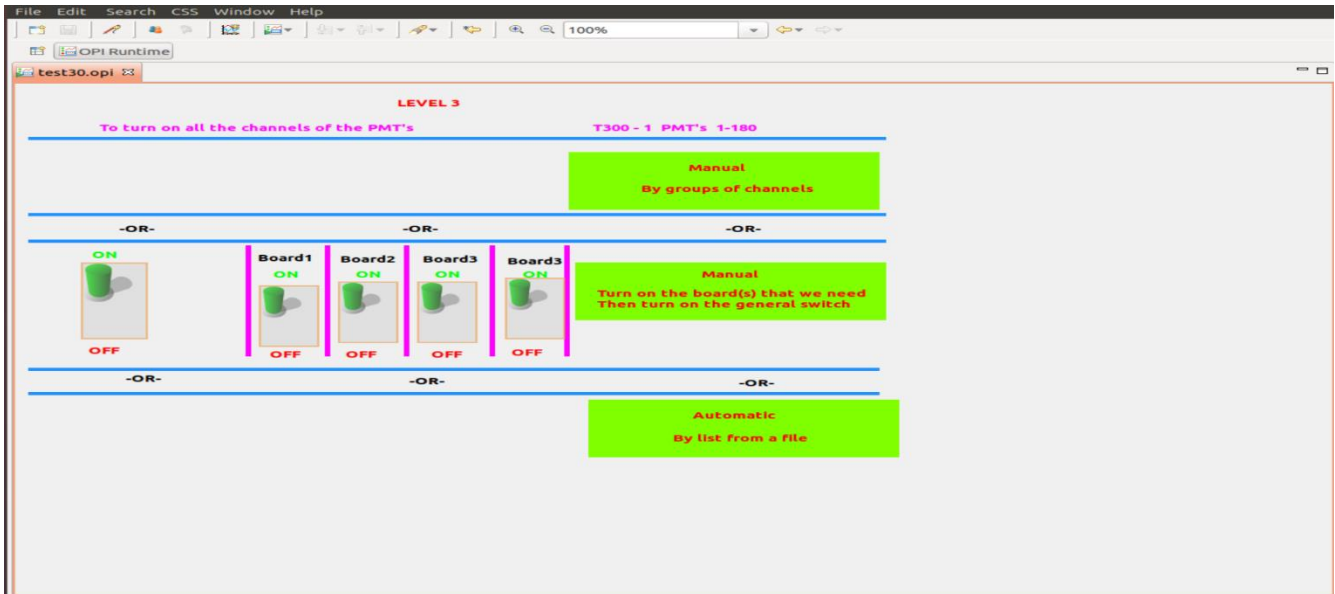 File Edit Search CSS Window Help
100%
OPI Runtime
test30.opi
LEVEL 3
To turn on all the channels of the PMT's T300 - 1 PMT's 1-180
Manual
By groups of channels
-OR- -OR- -OR-
ON Board1 Board2 Board3 Board3
ON ON ON ON
Manual
Turn on the board(s) that we need
Then turn on the general switch
OFF OFF OFF OFF OFF
-OR- -OR- -OR-
Automatic
By list from a file